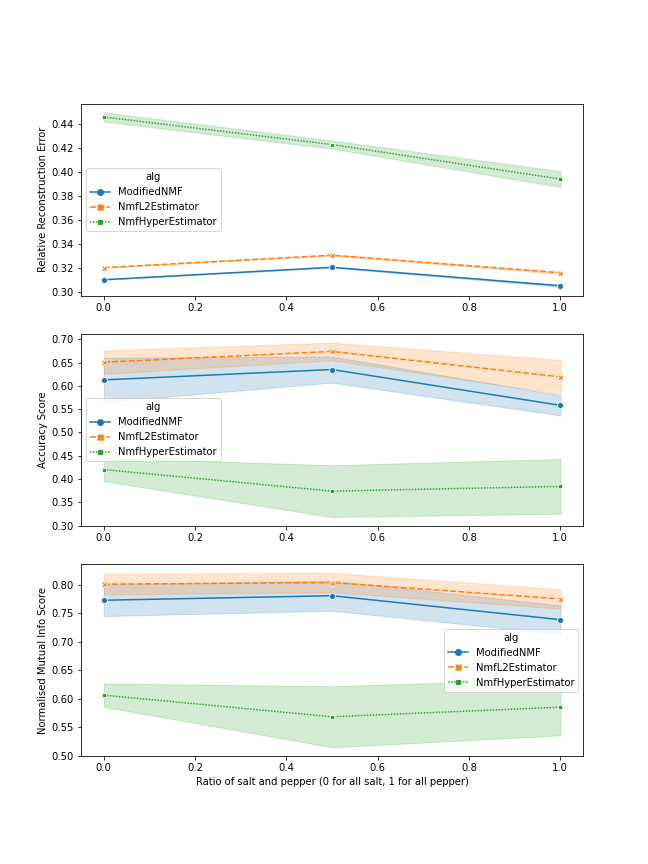 0.44
0.42
0.40
0.38
0.36
0.34
0.32
0.30
Relative Reconstruction Error
alg
ModifiedNMF
NmfL2Estimator
NmfHyperEstimator
0.0 0.2 0.4 0.6 0.8 1.0
0.70
0.65
0.60
0.55
0.50
0.45
0.40
0.35
0.30
Accuracy Score
alg
ModifiedNMF
NmfL2Estimator
NmfHyperEstimator
0.0 0.2 0.4 0.6 0.8 1.0
0.80
0.75
0.70
0.65
0.60
0.55
0.50
Normalised Mutual Info Score
alg
ModifiedNMF
NmfL2Estimator
NmfHyperEstimator
0.0 0.2 0.4 0.6 0.8 1.0
Ratio of salt and pepper (0 for all salt, 1 for all pepper)